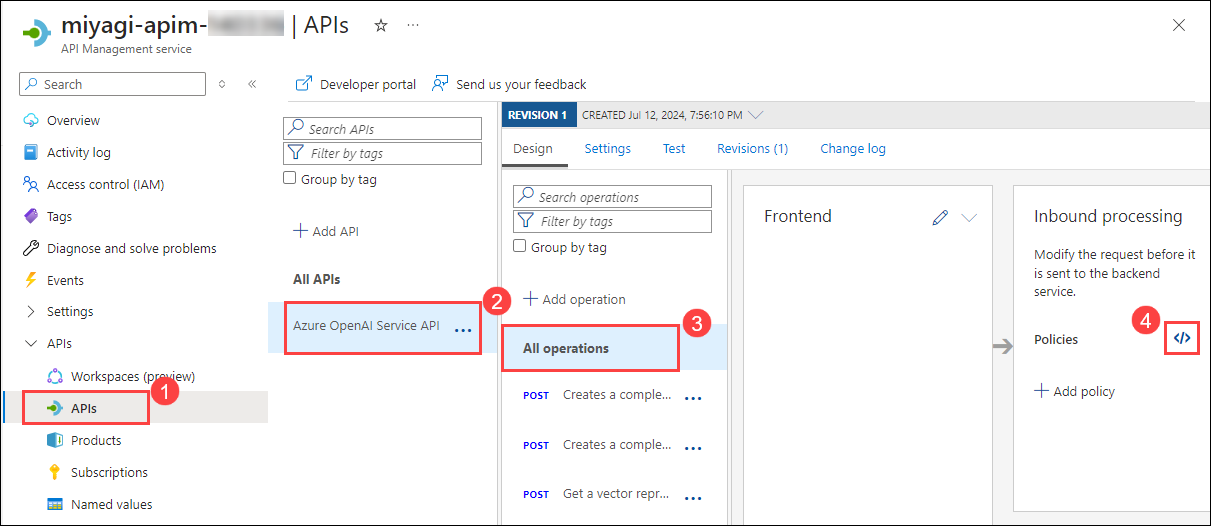 miyagi-apim- | APIs
API Management service
Search
Overview
Activity log
Access control (IAM)
Tags
Diagnose and solve problems
Events
Settings
APIs
Workspaces (preview)
1
APIs
Products
Subscriptions
Named values
Developer portal
Send us your feedback
Search APIs
Filter by tags
Group by tag
Add API
All APIs
2
Azure OpenAI Service API
REVISION 1
CREATED Jul 12, 2024, 7:56:10 PM
Design
Settings
Test
Revisions (1)
Change log
Search operations
Filter by tags
Group by tag
Add operation
3
All operations
POST Creates a comple...
POST Creates a comple...
POST Get a vector repr...
Frontend
Inbound processing
Modify the request before it
is sent to the backend
service.
4
Policies </>
Add policy